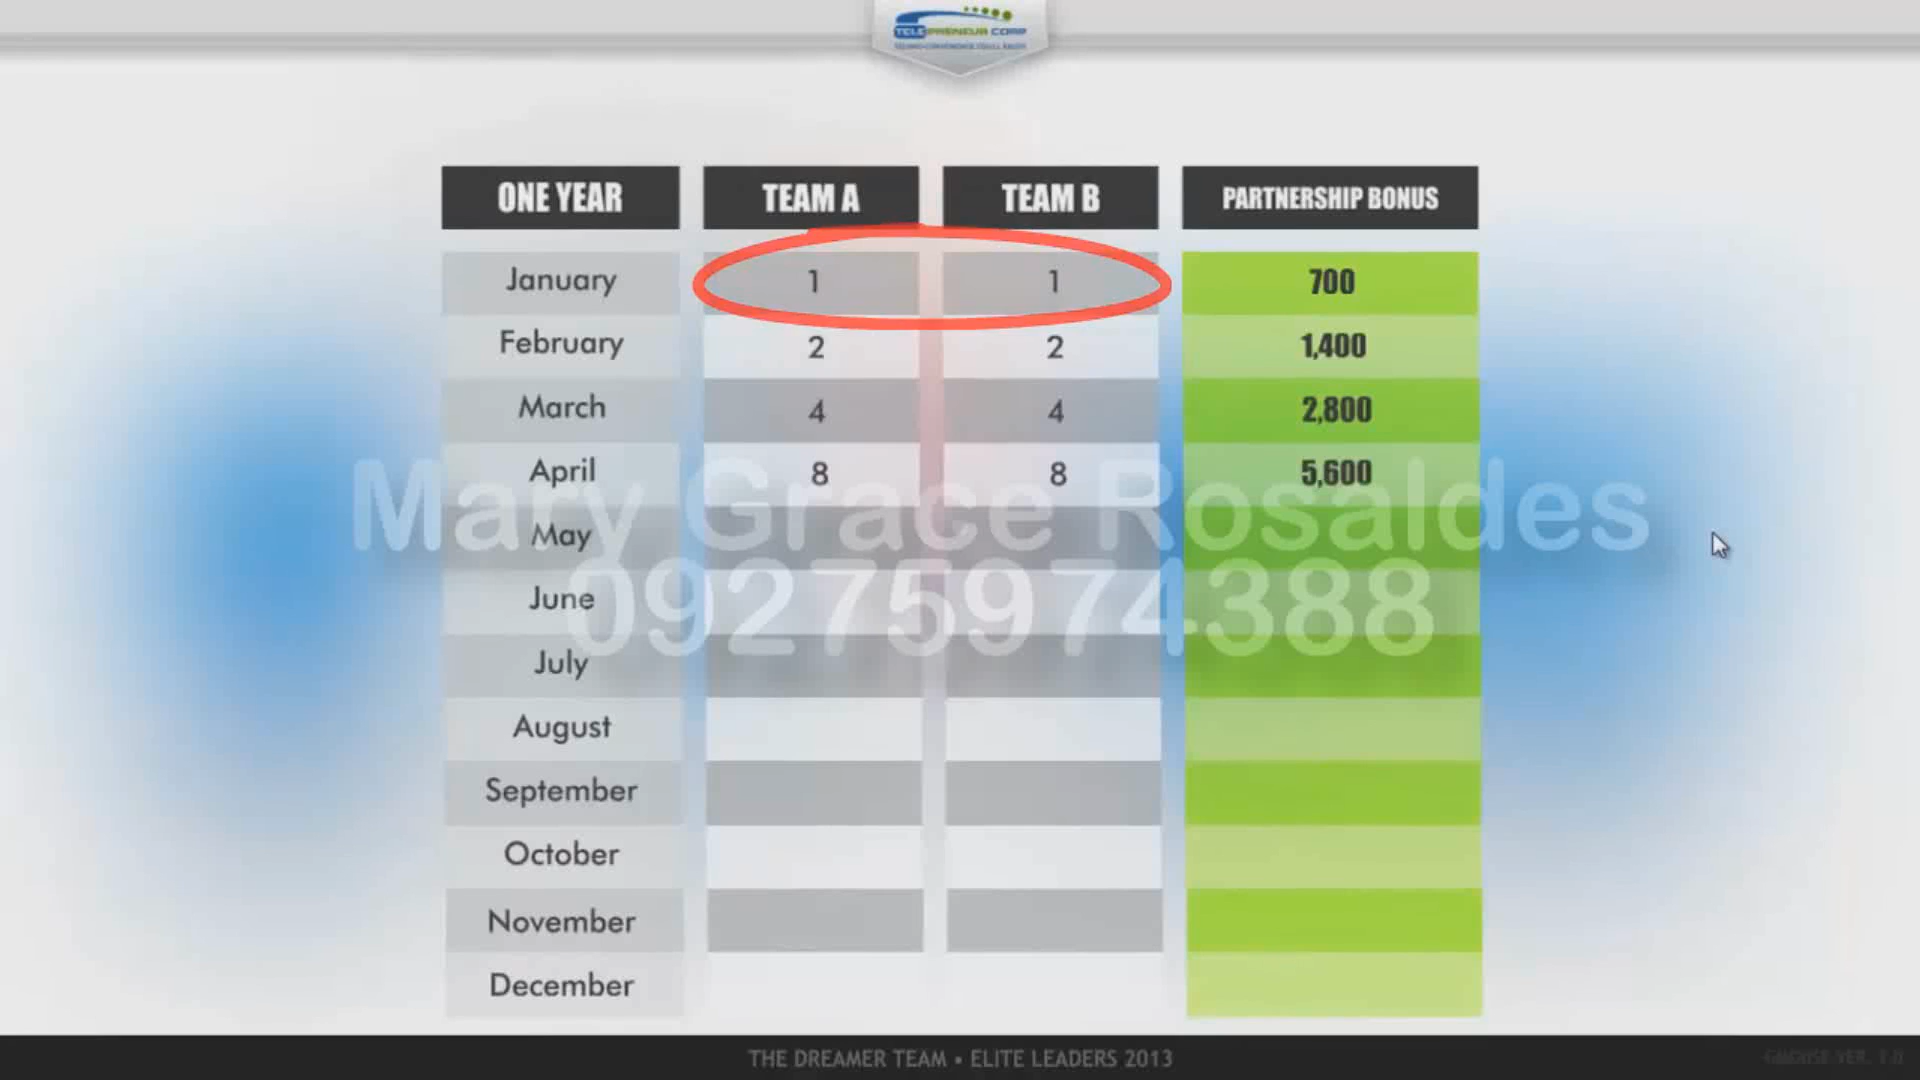 TELEPRENEUR CORP
ONE YEAR TEAM A TEAM B PARTNERSHIP BONUS
January 1 1 700
February 2 2 1,400
March 4 4 2,800
April 8 8 5,600
Mary Grace Rosaldes
May
09275974388
June
July
August
September
October
November
December
THE DREAMER TEAM • ELITE LEADERS 2013